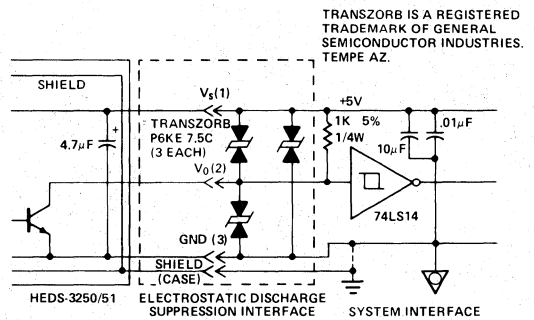 TRANSZORB IS A REGISTERED
TRADEMARK OF GENERAL
SEMICONDUCTOR INDUSTRIES.
TEMPE AZ.
SHIELD
VS(1)
+5V
TRANSZORB
P6KE 7.5C
(3 EACH)
1K 5%
1/4W
.01µF
4.7µF
+
10µF
VO(2)
74LS14
GND (3)
SHIELD
(CASE)
HEDS-3250/51
ELECTROSTATIC DISCHARGE
SUPPRESSION INTERFACE
SYSTEM INTERFACE